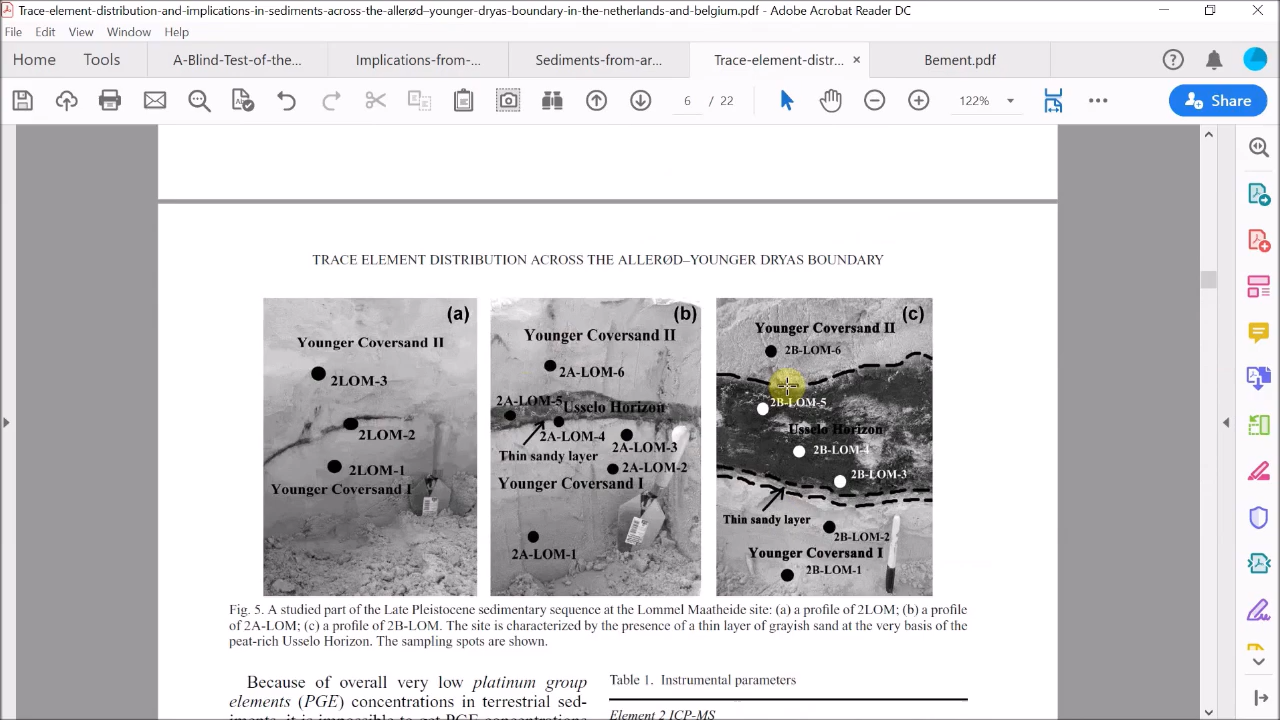 Trace-element-distribution-and-implications-in-sediments-across-the-allerød–younger-dryas-boundary-in-the-netherlands-and-belgium.pdf - Adobe Acrobat Reader DC
File Edit View Window Help
Home Tools A-Blind-Test-of-the... Implications-from-... Sediments-from-ar... Trace-element-distr... × Bement.pdf
6 / 22 122% Share
TRACE ELEMENT DISTRIBUTION ACROSS THE ALLERØD–YOUNGER DRYAS BOUNDARY
(a)
Younger Coversand II
2LOM-3
2LOM-2
2LOM-1
Younger Coversand I
(b)
Younger Coversand II
2A-LOM-6
2A-LOM-5
Usselo Horizon
2A-LOM-4
2A-LOM-3
Thin sandy layer
2A-LOM-2
Younger Coversand I
2A-LOM-1
(c)
Younger Coversand II
2B-LOM-6
2B-LOM-5
Usselo Horizon
2B-LOM-4
2B-LOM-3
Thin sandy layer
2B-LOM-2
Younger Coversand I
2B-LOM-1
Fig. 5. A studied part of the Late Pleistocene sedimentary sequence at the Lommel Maatheide site: (a) a profile of 2LOM; (b) a profile
of 2A-LOM; (c) a profile of 2B-LOM. The site is characterized by the presence of a thin layer of grayish sand at the very basis of the
peat-rich Usselo Horizon. The sampling spots are shown.
Because of overall very low platinum group
elements (PGE) concentrations in terrestrial sed-
iments, it is impossible to get PGE concentrations
Table 1. Instrumental parameters
Element 2 ICP-MS